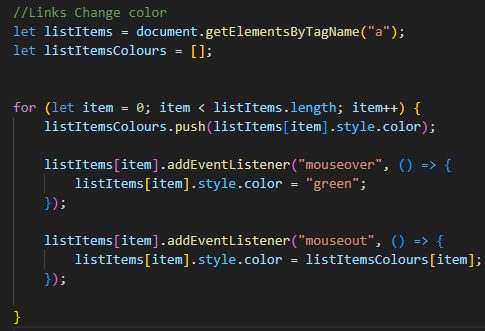 //Links Change color
let listItems = document.getElementsByTagName("a");
let listItemsColours = [];
for (let item = 0; item < listItems.length; item++) {
listItemsColours.push(listItems[item].style.color);
listItems[item].addEventListener("mouseover", () => {
listItems[item].style.color = "green";
});
listItems[item].addEventListener("mouseout", () => {
listItems[item].style.color = listItemsColours[item];
});
}